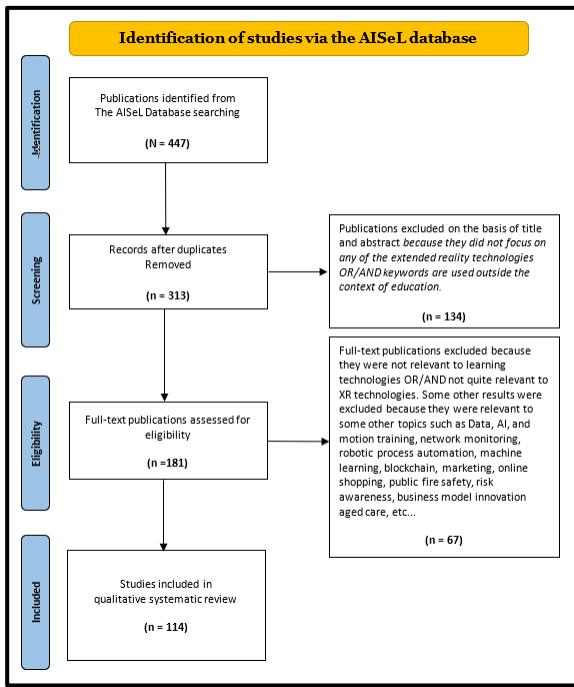 Identification of studies via the AISeL database
Identification
Publications identified from
The AISeL Database searching
(N = 447)
Screening
Records after duplicates
Removed
(n = 313)
Publications excluded on the basis of title
and abstract because they did not focus on
any of the extended reality technologies
OR/AND keywords are used outside the
context of education.
(n = 134)
Eligibility
Full-text publications assessed for
eligibility
(n =181)
Full-text publications excluded because
they were not relevant to learning
technologies OR/AND not quite relevant to
XR technologies. Some other results were
excluded because they were relevant to
some other topics such as Data, AI, and
motion training, network monitoring,
robotic process automation, machine
learning, blockchain, marketing, online
shopping, public fire safety, risk
awareness, business model innovation
aged care, etc...
(n = 67)
Included
Studies included in
qualitative systematic review
(n = 114)